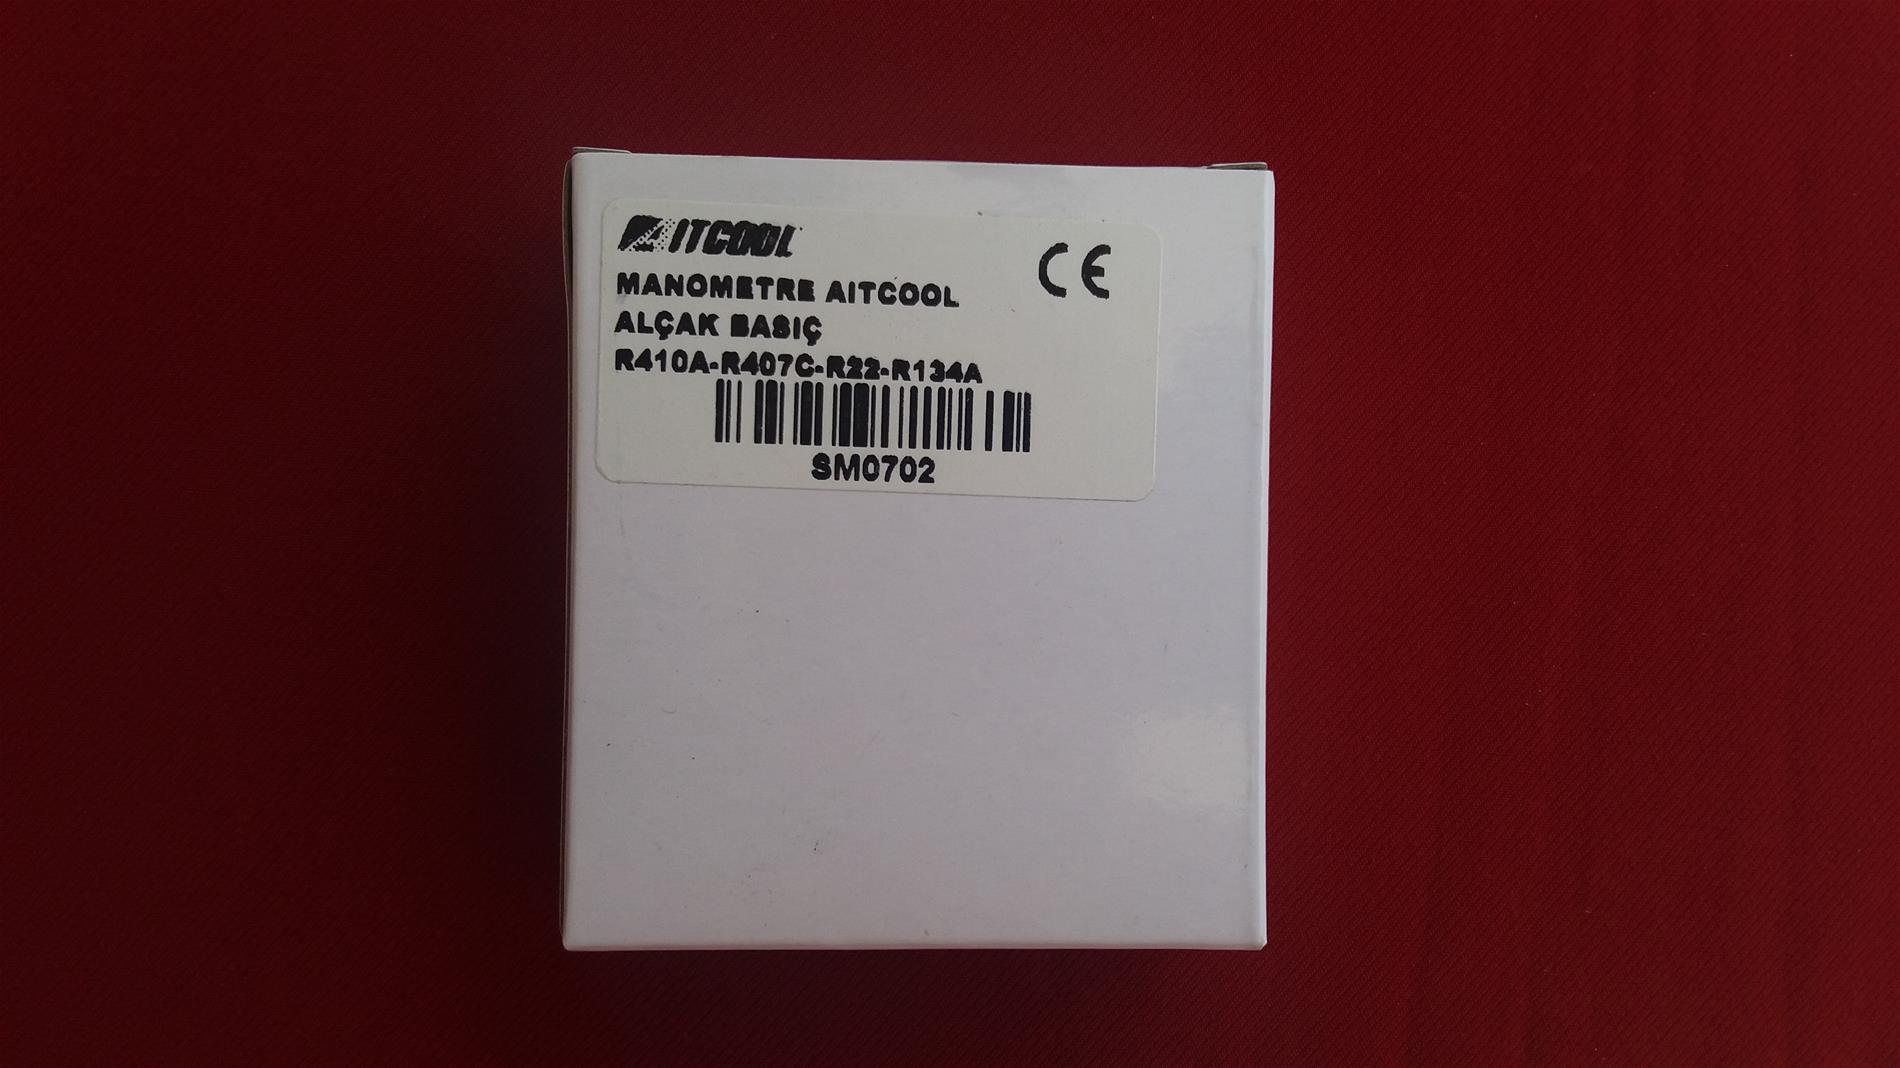 AITCOOL
CE
MANOMETRE AITCOOL
ALÇAK BASIÇ
R410A-R407C-R22-R134A
SM0702